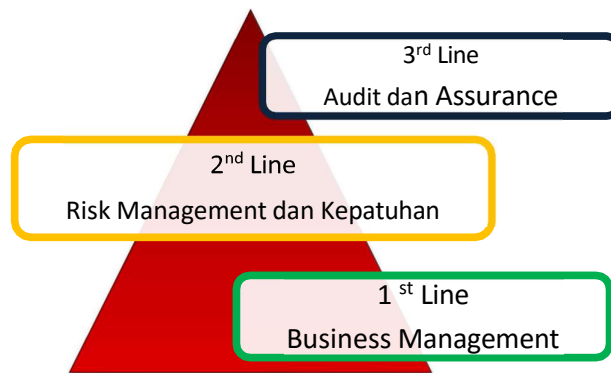 3rd Line
Audit dan Assurance
2nd Line
Risk Management dan Kepatuhan
1 st Line
Business Management